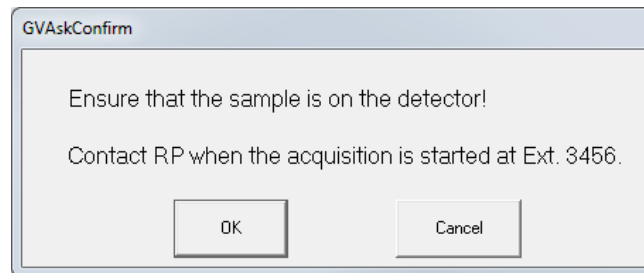 GVAskConfirm
Ensure that the sample is on the detector!
Contact RP when the acquisition is started at Ext. 3456.
OK
Cancel